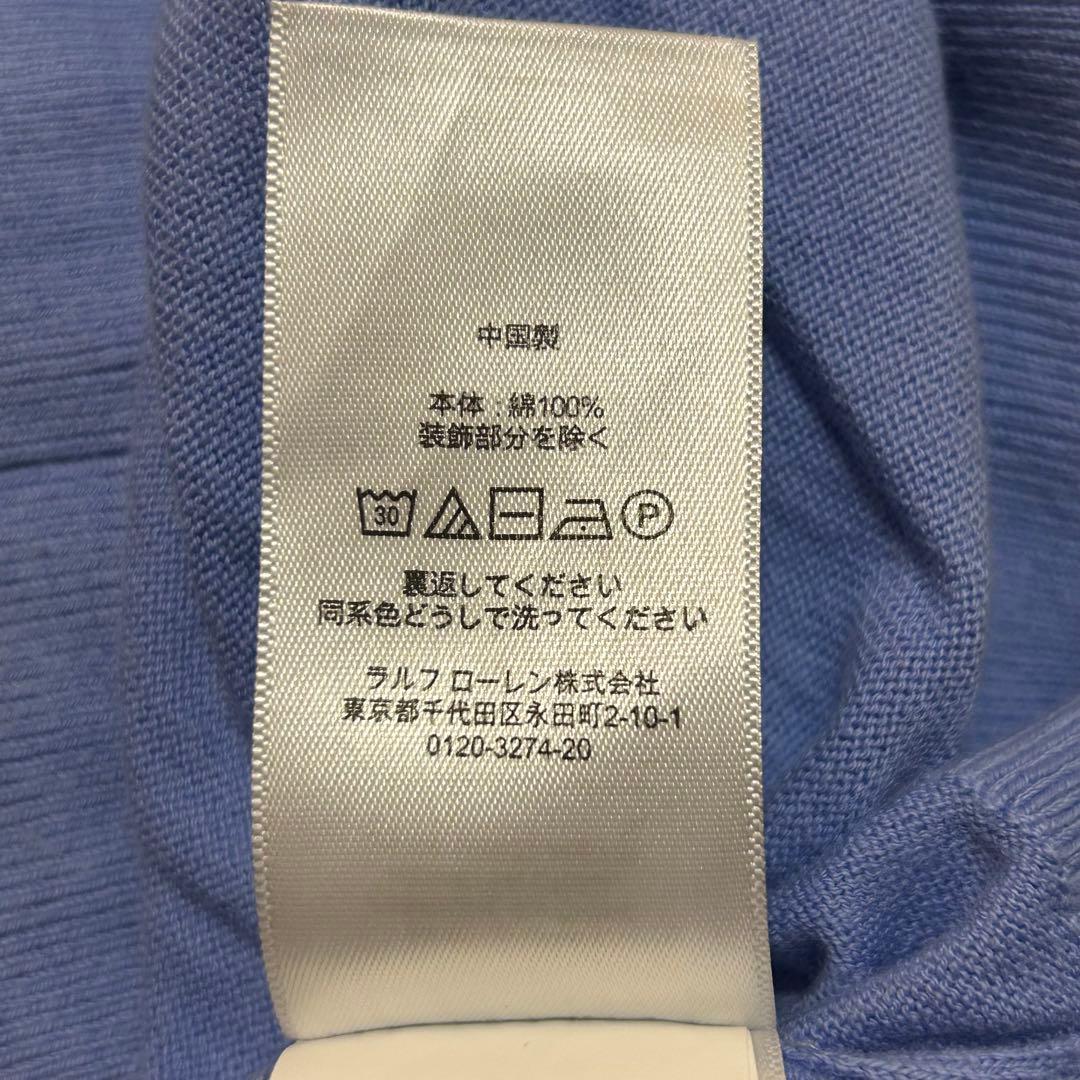 中国製
本体 : 綿100%
装飾部分を除く
30
P
裏返してください
同系色どうしで洗ってください
ラルフ ローレン株式会社
東京都千代田区永田町2-10-1
0120-3274-20